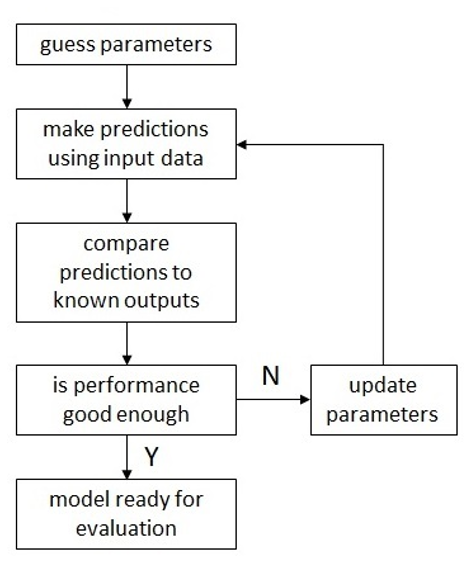 guess parameters
make predictions
using input data
compare
predictions to
known outputs
is performance
good enough
N
update
parameters
Y
model ready for
evaluation